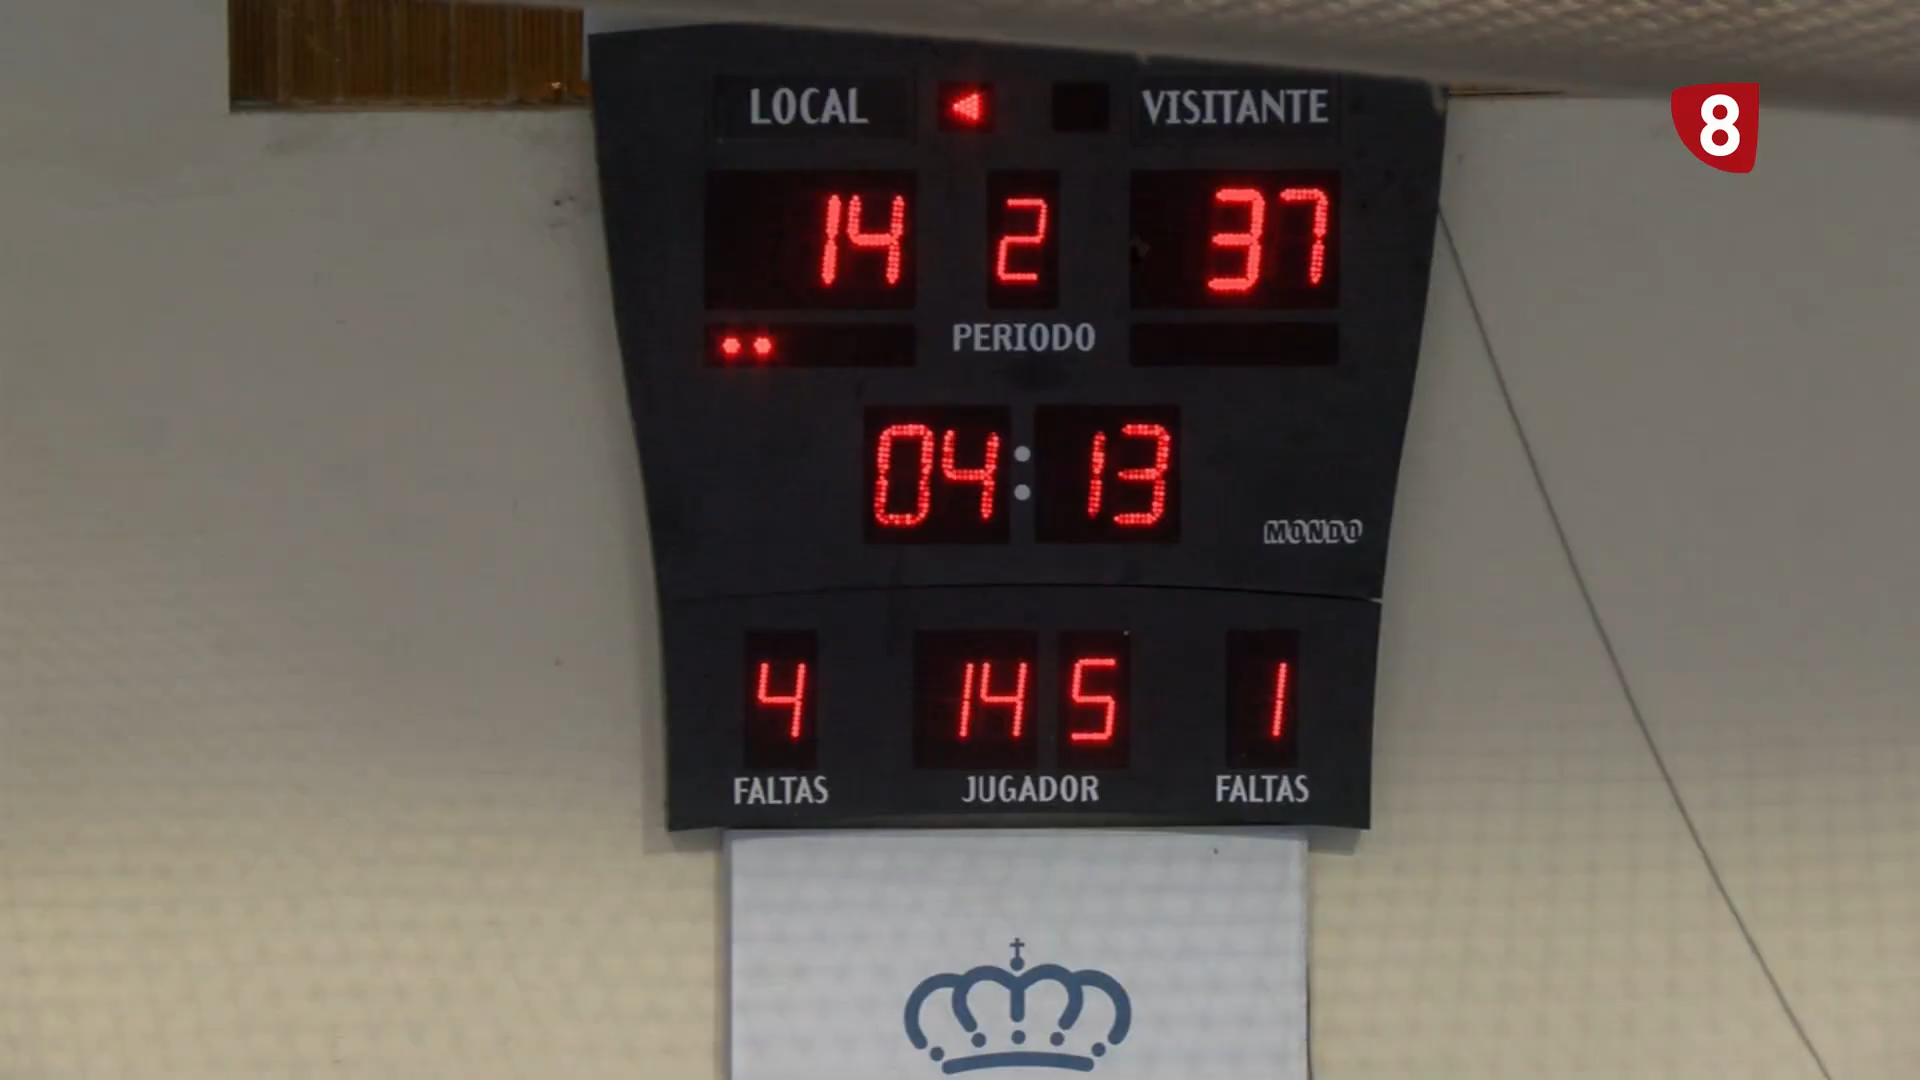 LOCAL VISITANTE
8
14 2 37
PERIODO
04:13
MONDO
4 14 5 1
FALTAS JUGADOR FALTAS